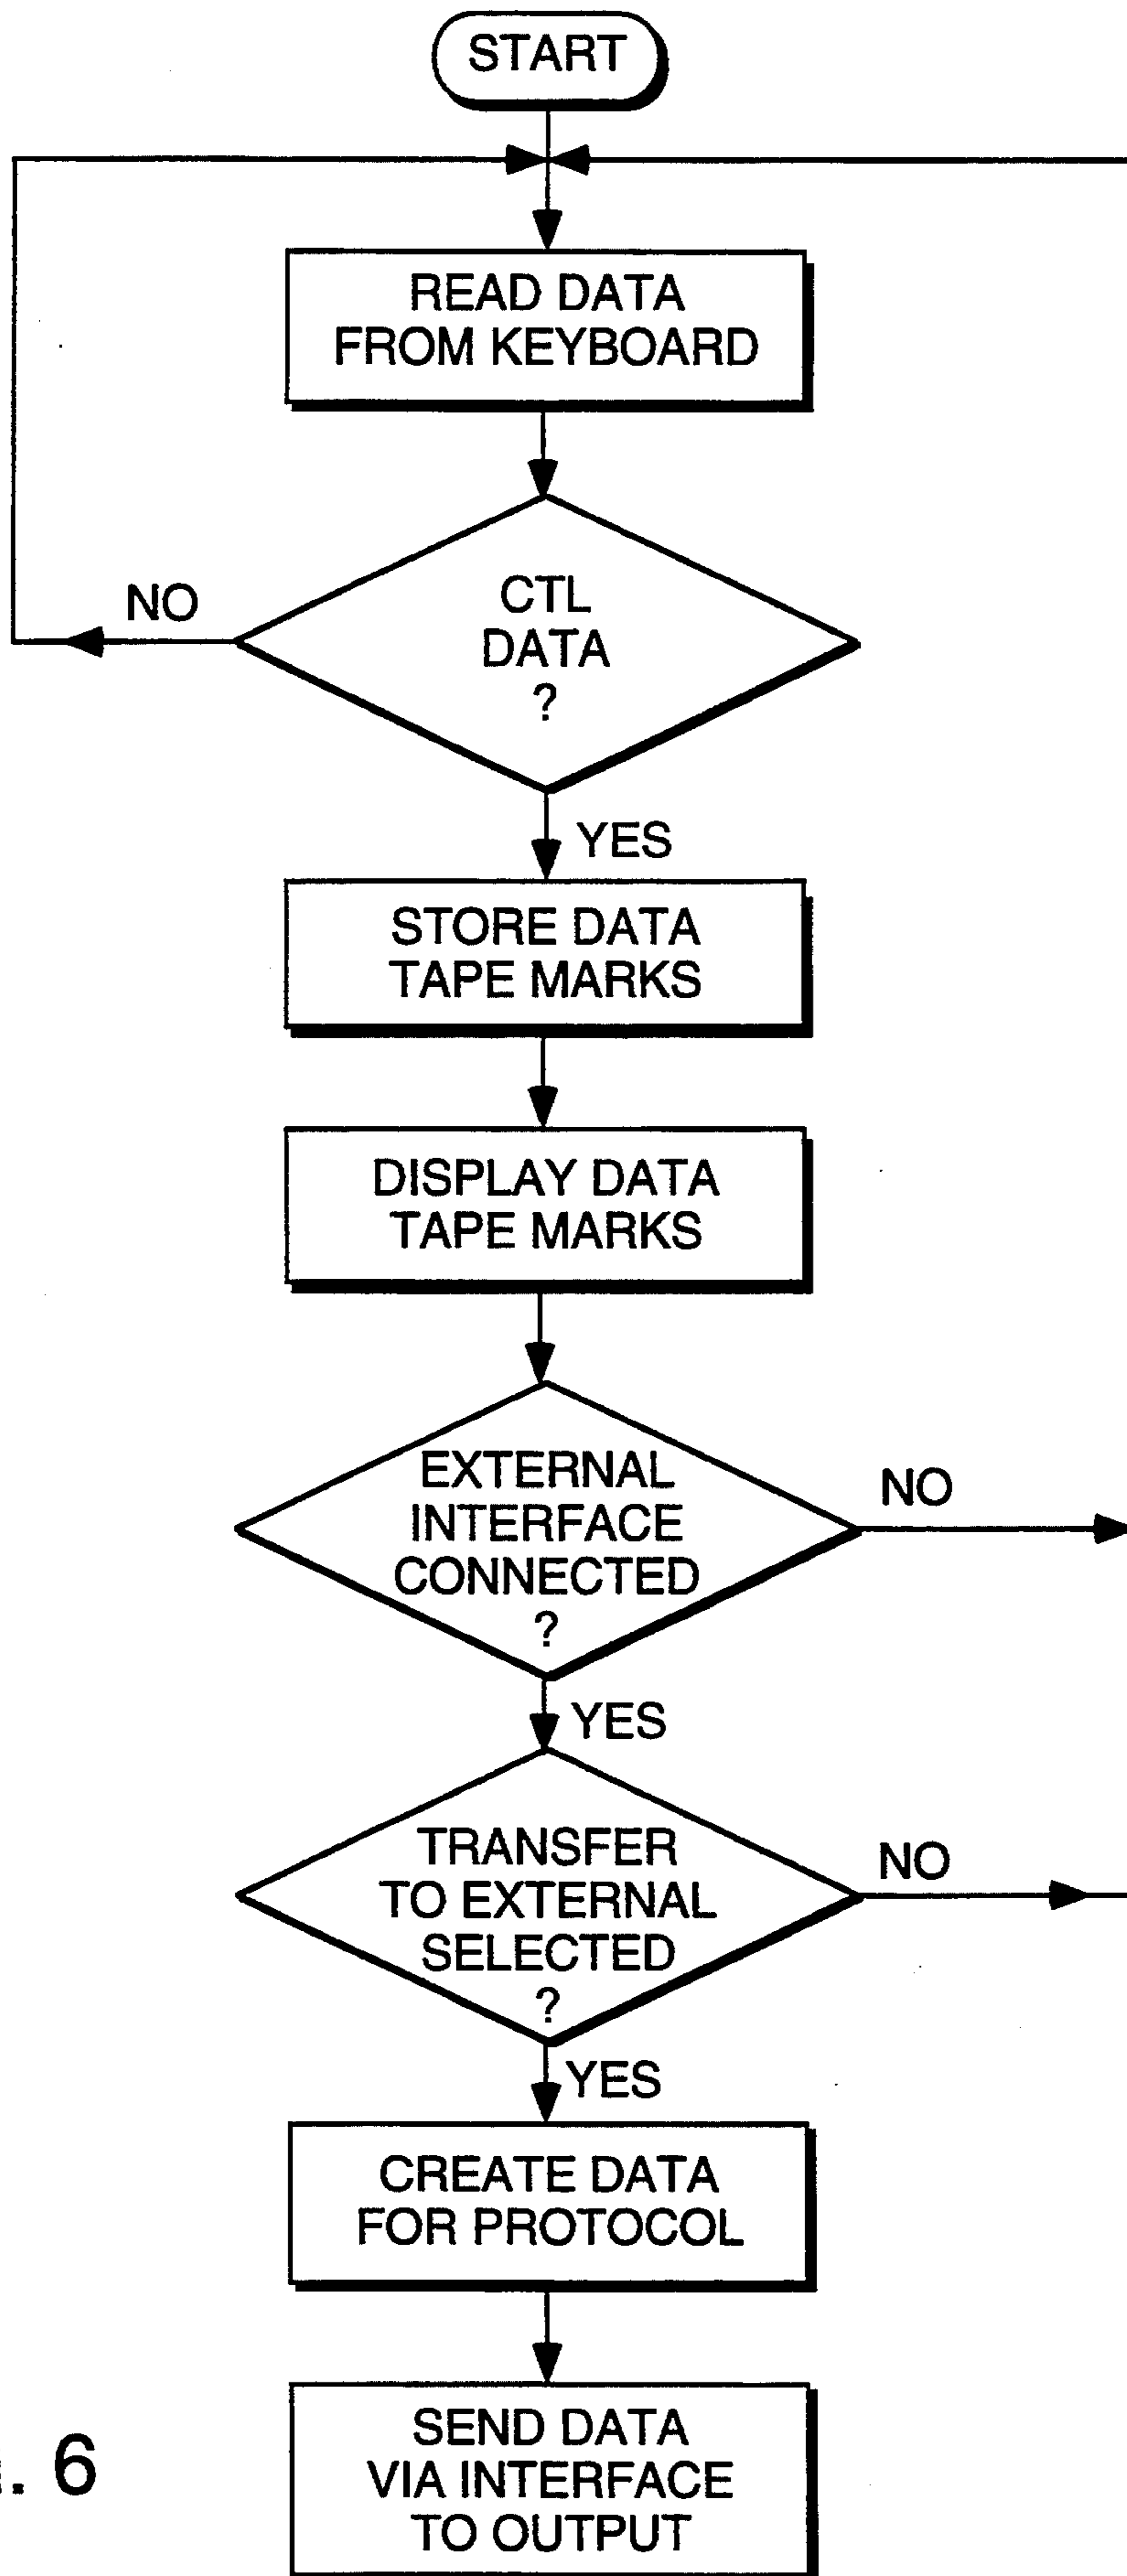 START
READ DATA
FROM KEYBOARD
NO
CTL
DATA
?
YES
STORE DATA
TAPE MARKS
DISPLAY DATA
TAPE MARKS
EXTERNAL
INTERFACE
CONNECTED
?
NO
YES
TRANSFER
TO EXTERNAL
SELECTED
?
NO
YES
CREATE DATA
FOR PROTOCOL
SEND DATA
VIA INTERFACE
TO OUTPUT
. 6